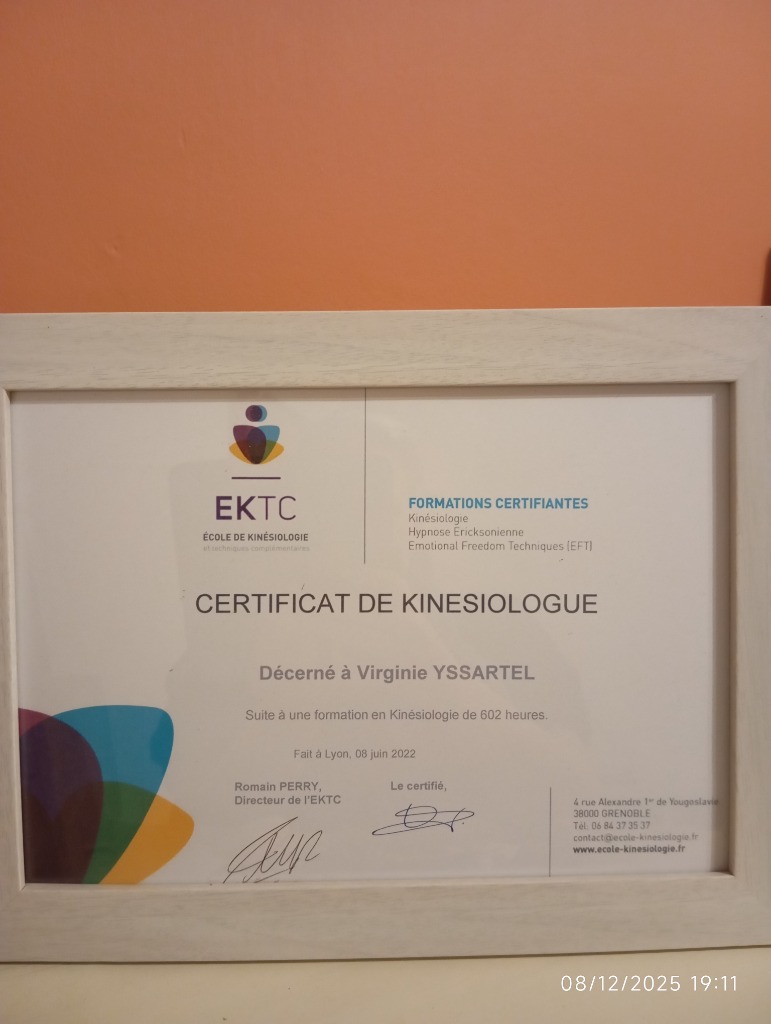 EKTC
ÉCOLE DE KINÉSIOLOGIE
et techniques complémentaires
FORMATIONS CERTIFIANTES
Kinésiologie
Hypnose Ericksonienne
Emotional Freedom Techniques (EFT)
CERTIFICAT DE KINESIOLOGUE
Décerné à Virginie YSSARTEL
Suite à une formation en Kinésiologie de 602 heures.
Fait à Lyon, 08 juin 2022
Romain PERRY,
Directeur de l'EKTC
Le certifié,
4 rue Alexandre 1er de Yougoslavie
38000 GRENOBLE
Tél: 06 84 37 35 37
contact@ecole-kinesiologie.fr
www.ecole-kinesiologie.fr
08/12/2025 19:11